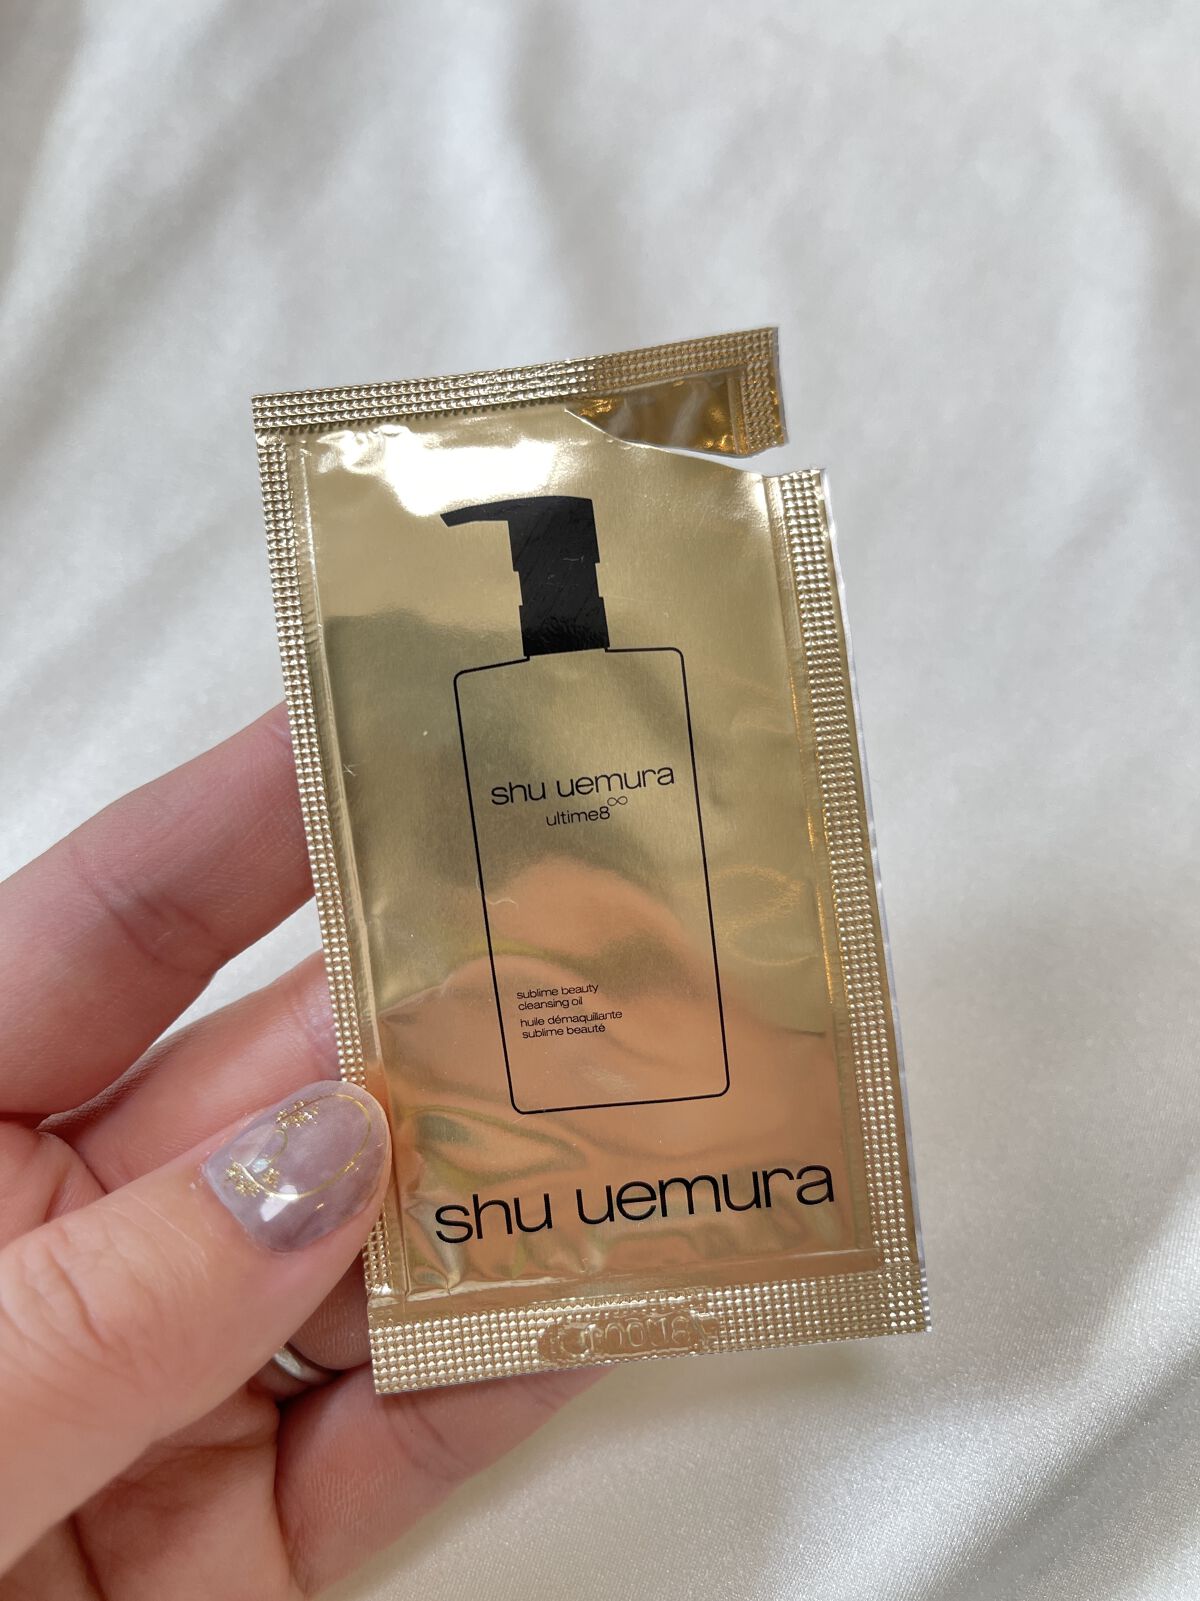 shu uemura
ultime8∞
sublime beauty
cleansing oil
huile démaquillante
sublime beauté
shu uemura